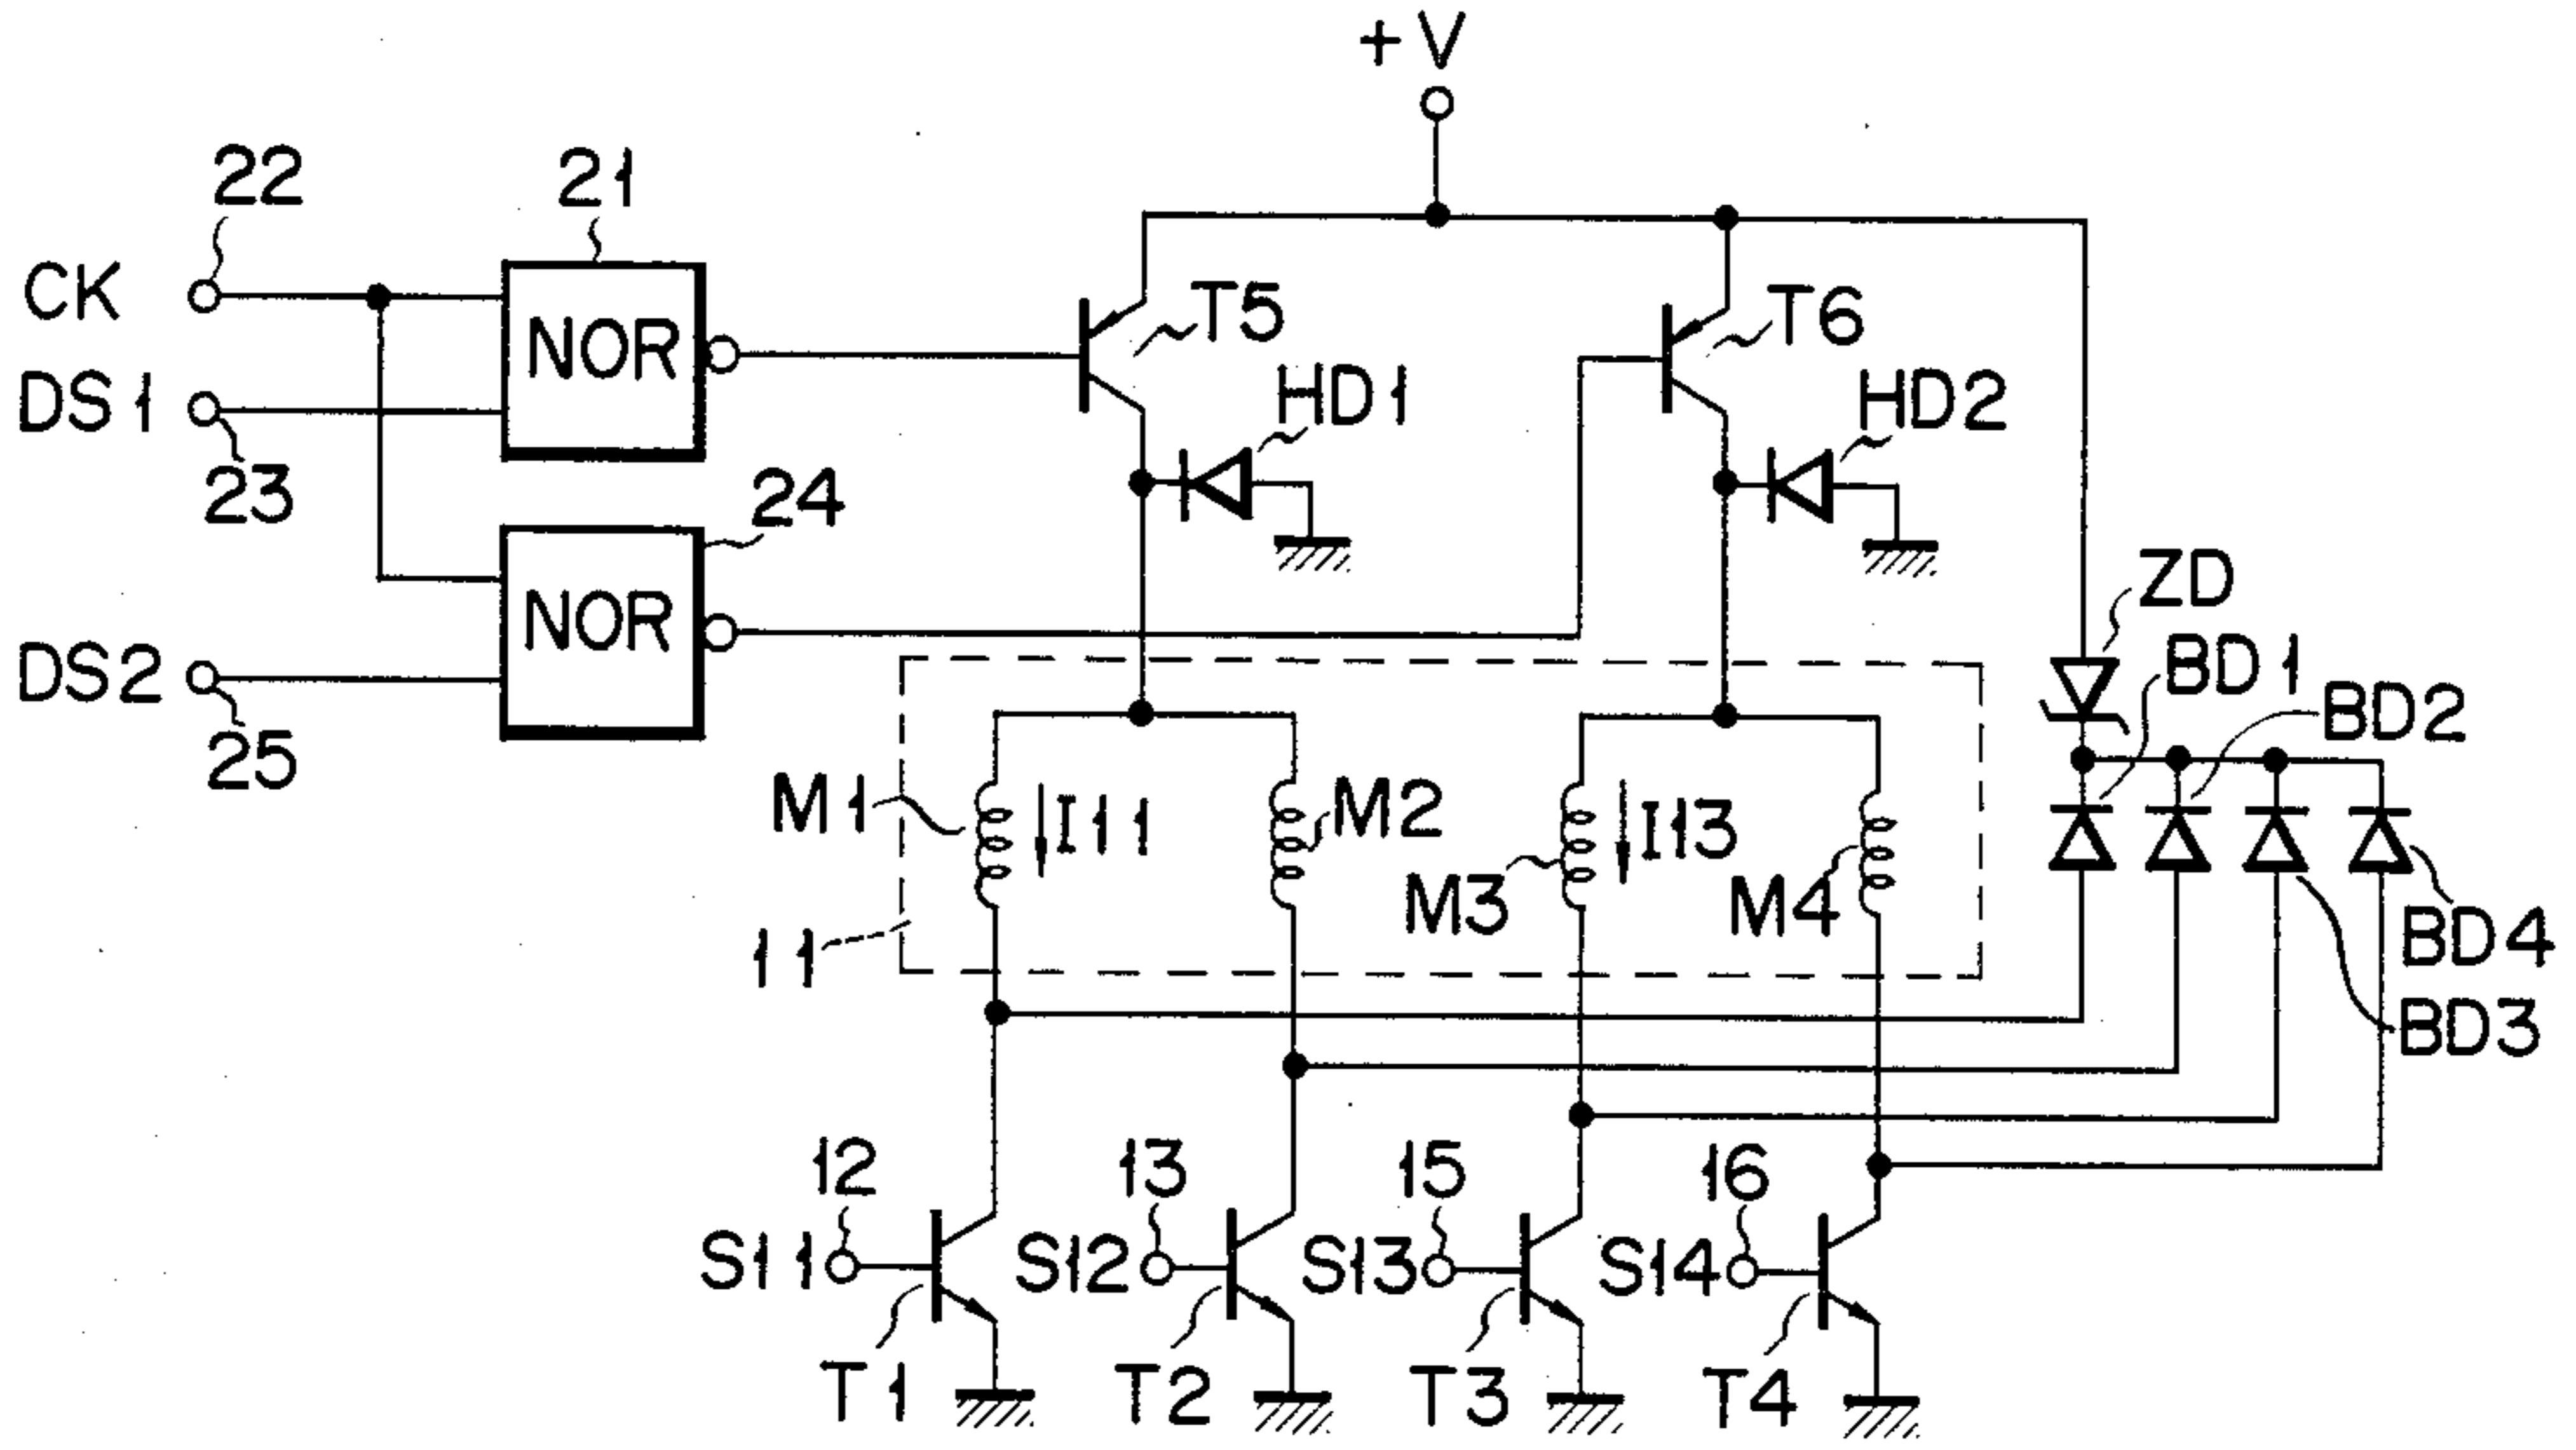 +V
22
21
CK
NOR
T5
T6
HD1
HD2
DS1
23
24
ZD
NOR
BD1
DS2
BD2
25
M1
I11
M2
I13
M3
M4
11
BD4
BD3
12
13
15
16
S11
S12
S13
S14
T1
T2
T3
T4